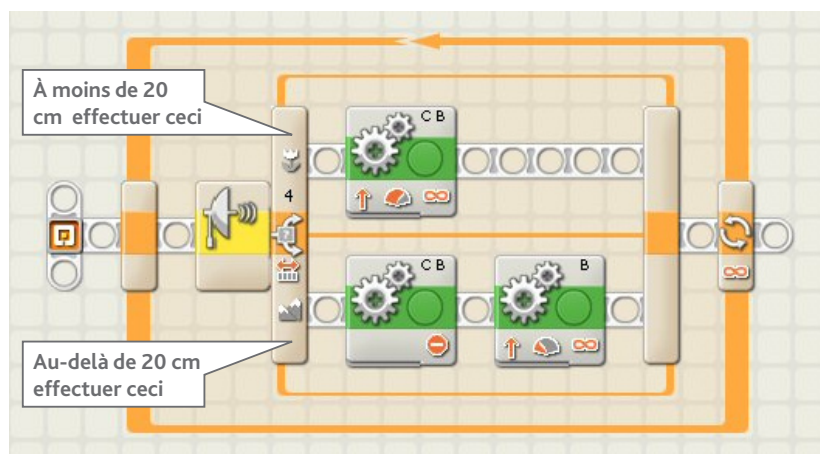 À moins de 20
cm effectuer ceci
C B
4
C B
B
Au-delà de 20 cm
effectuer ceci